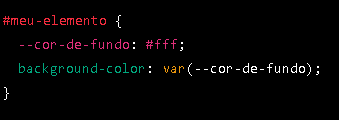 #meu-elemento {
  --cor-de-fundo: #fff;
  background-color: var(--cor-de-fundo);
}